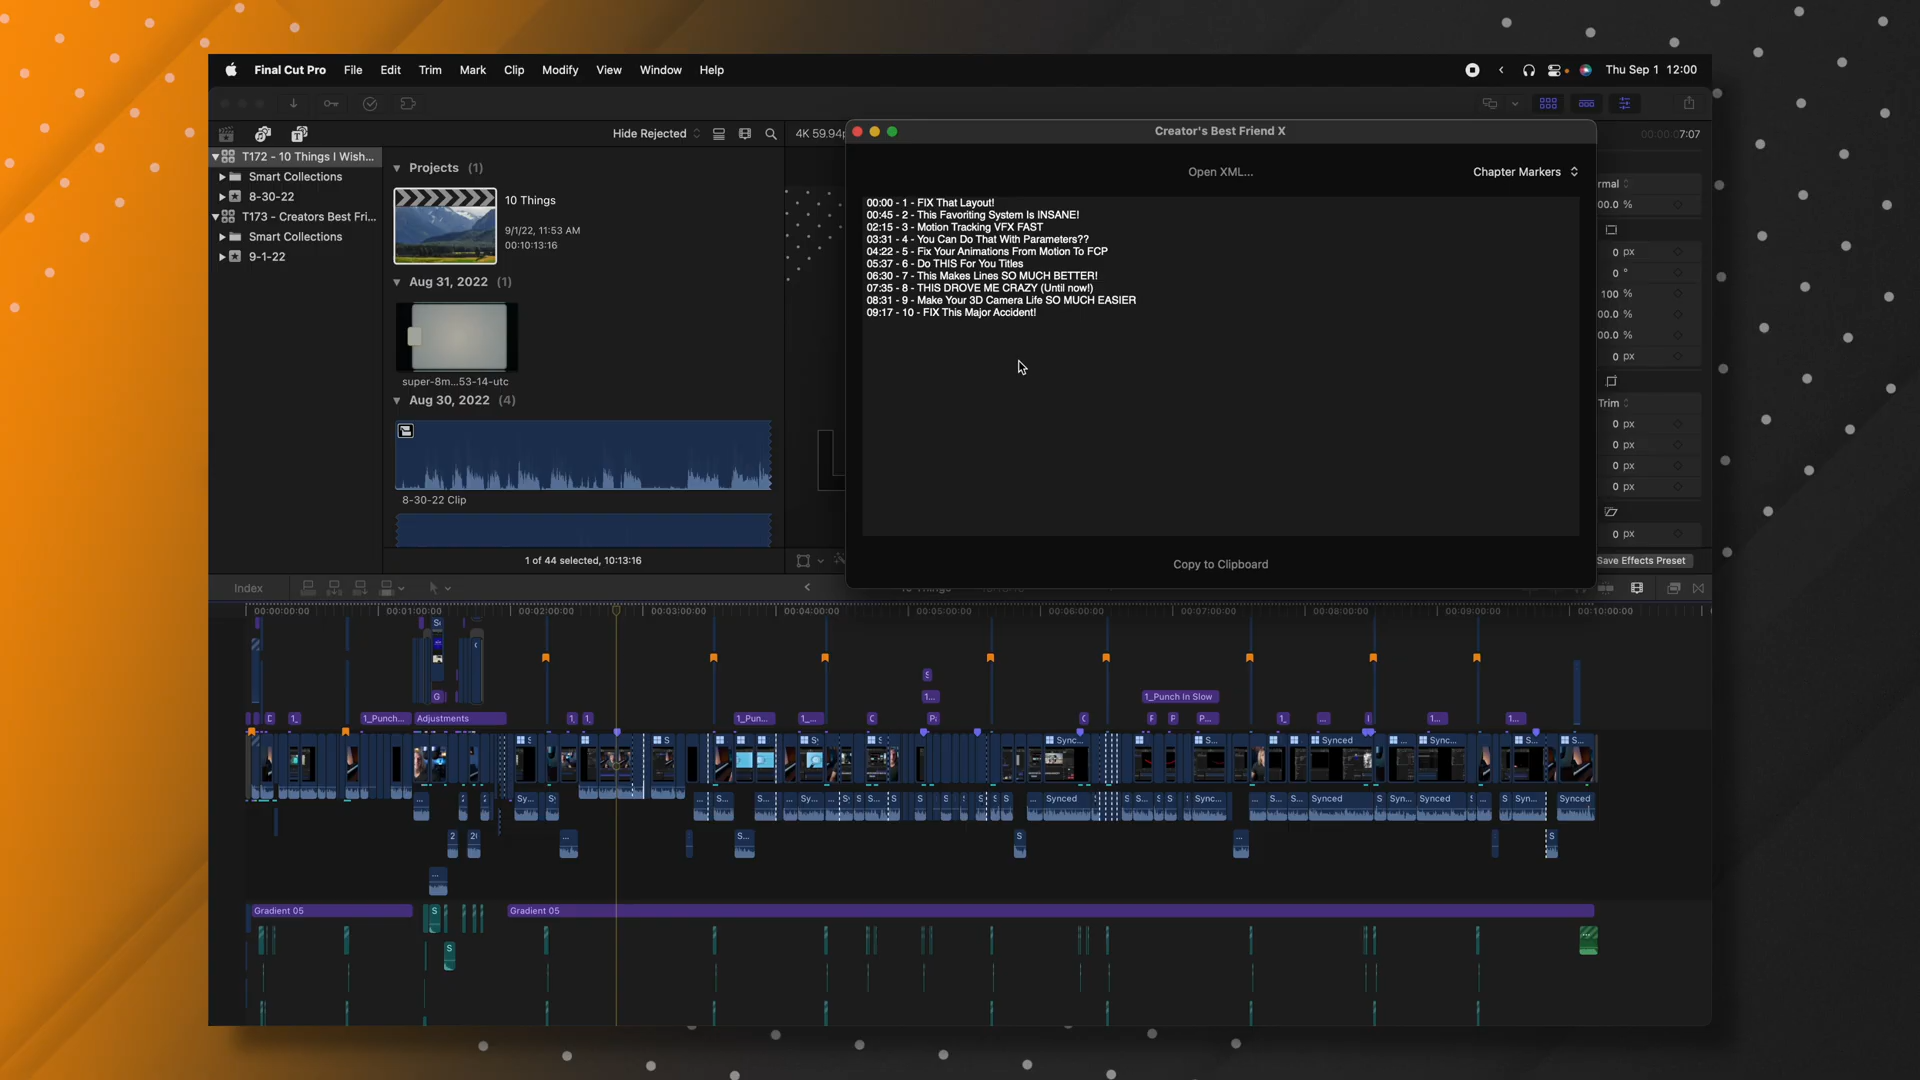 Final Cut Pro File Edit Trim Mark Clip Modify View Window Help
Thu Sep 1 12:00
Hide Rejected
4K 59.94p
Creator's Best Friend X
00:00:07:07
T172 - 10 Things I Wish...
Smart Collections
8-30-22
T173 - Creators Best Fri...
Smart Collections
9-1-22
Projects (1)
10 Things
9/1/22, 11:53 AM
00:10:13:16
Aug 31, 2022 (1)
super-8m...53-14-utc
Aug 30, 2022 (4)
8-30-22 Clip
1 of 44 selected, 10:13:16
Open XML...
Chapter Markers
00:00 - 1 - FIX That Layout!
00:45 - 2 - This Favoriting System Is INSANE!
02:15 - 3 - Motion Tracking VFX FAST
03:31 - 4 - You Can Do That With Parameters??
04:22 - 5 - Fix Your Animations From Motion To FCP
05:37 - 6 - Do THIS For You Titles
06:30 - 7 - This Makes Lines SO MUCH BETTER!
07:35 - 8 - THIS DROVE ME CRAZY (Until now!)
08:31 - 9 - Make Your 3D Camera Life SO MUCH EASIER
09:17 - 10 - FIX This Major Accident!
Copy to Clipboard
rmal
00.0 %
0 px
0 °
100 %
00.0 %
00.0 %
0 px
Trim
0 px
0 px
0 px
0 px
0 px
Save Effects Preset
Index
00:00:00:00 00:01:00:00 00:02:00:00 00:03:00:00 00:04:00:00 00:05:00:00 00:06:00:00 00:07:00:00 00:08:00:00 00:09:00:00 00:10:00:00
1_Punch In Slow
1_Punch... Adjustments 1_Pun...
Sync... Synced Sync...
Synced Sync... Synced Syn... Synced Syn... Synced
Gradient 05 Gradient 05